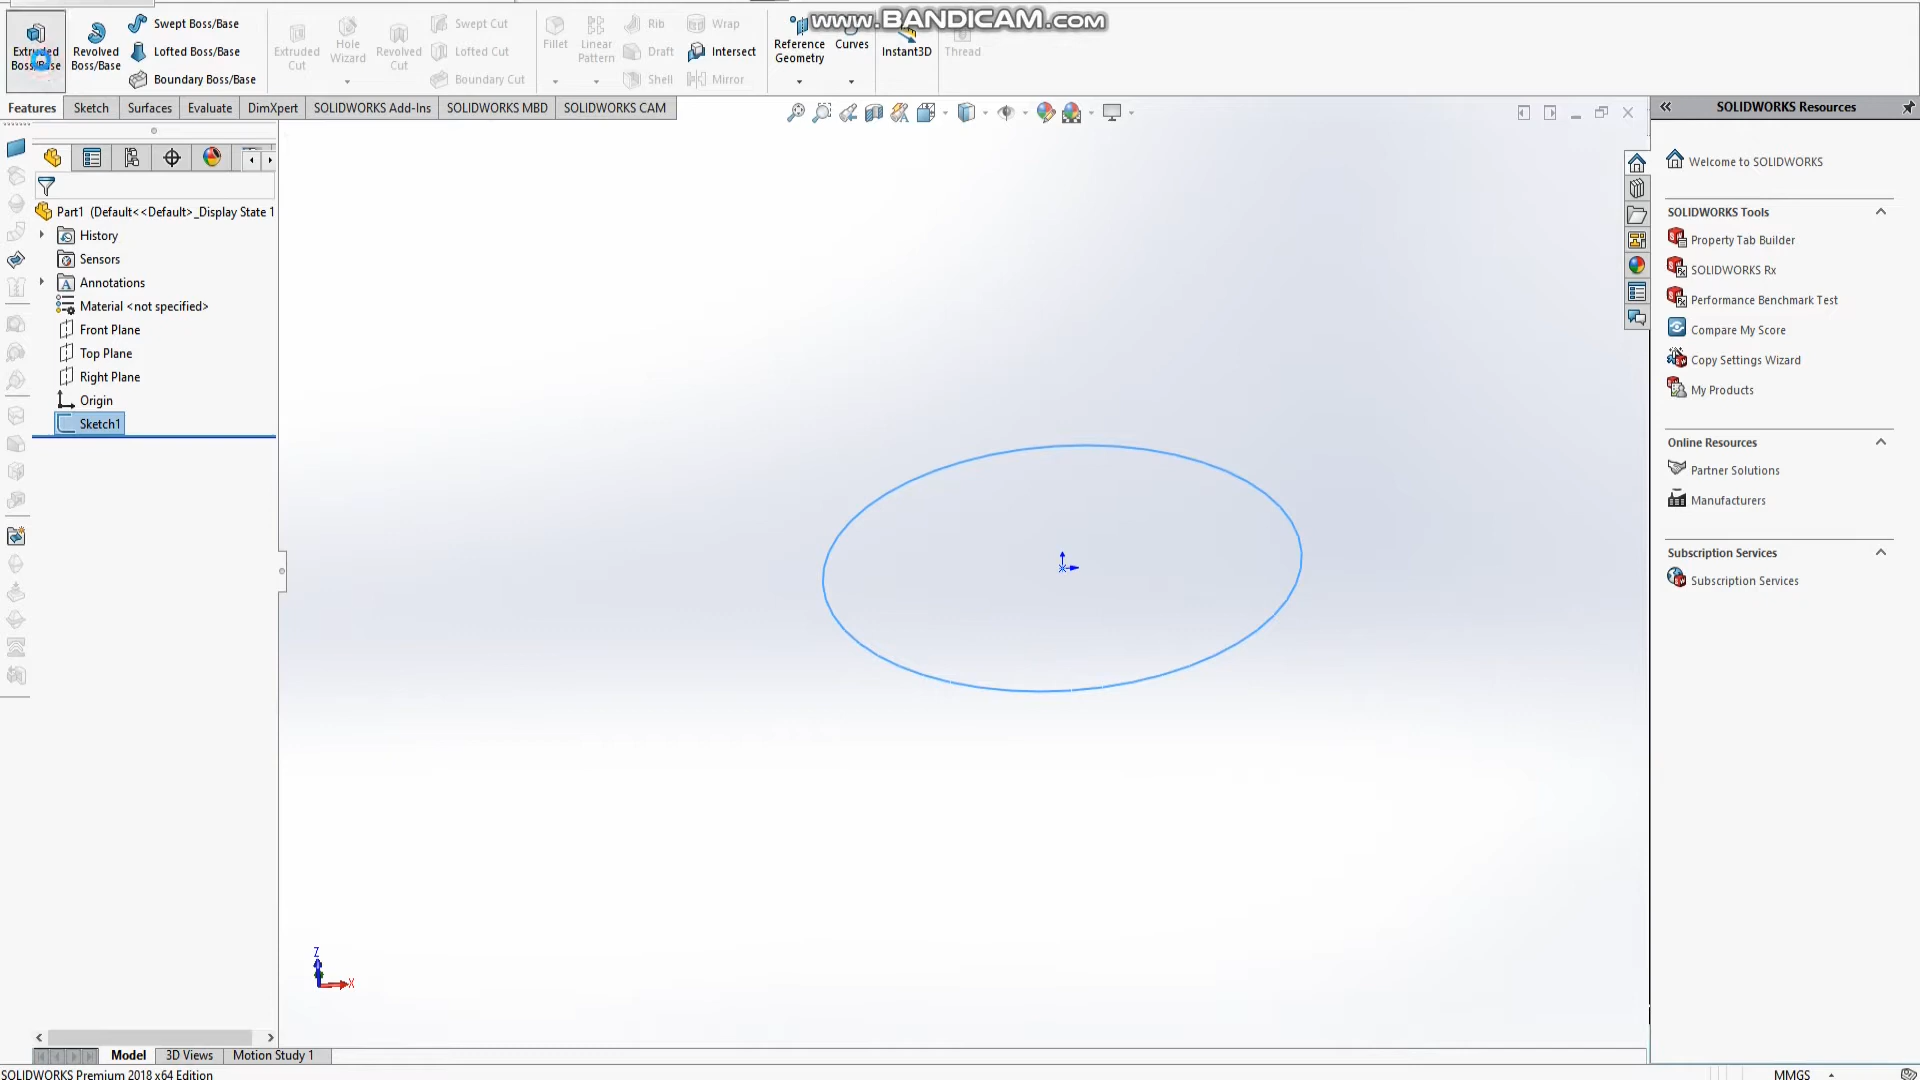 www.BANDICAM.com
Extruded Boss/Base
Revolved Boss/Base
Swept Boss/Base
Lofted Boss/Base
Boundary Boss/Base
Extruded Cut
Hole Wizard
Revolved Cut
Swept Cut
Lofted Cut
Boundary Cut
Fillet
Linear Pattern
Rib
Draft
Shell
Wrap
Intersect
Mirror
Reference Geometry
Curves
Instant3D
Thread
Features
Sketch
Surfaces
Evaluate
DimXpert
SOLIDWORKS Add-Ins
SOLIDWORKS MBD
SOLIDWORKS CAM
Part1 (Default<<Default>_Display State 1
History
Sensors
Annotations
Material <not specified>
Front Plane
Top Plane
Right Plane
Origin
Sketch1
Z
X
SOLIDWORKS Resources
Welcome to SOLIDWORKS
SOLIDWORKS Tools
Property Tab Builder
SOLIDWORKS Rx
Performance Benchmark Test
Compare My Score
Copy Settings Wizard
My Products
Online Resources
Partner Solutions
Manufacturers
Subscription Services
Subscription Services
Model
3D Views
Motion Study 1
SOLIDWORKS Premium 2018 x64 Edition
MMGS